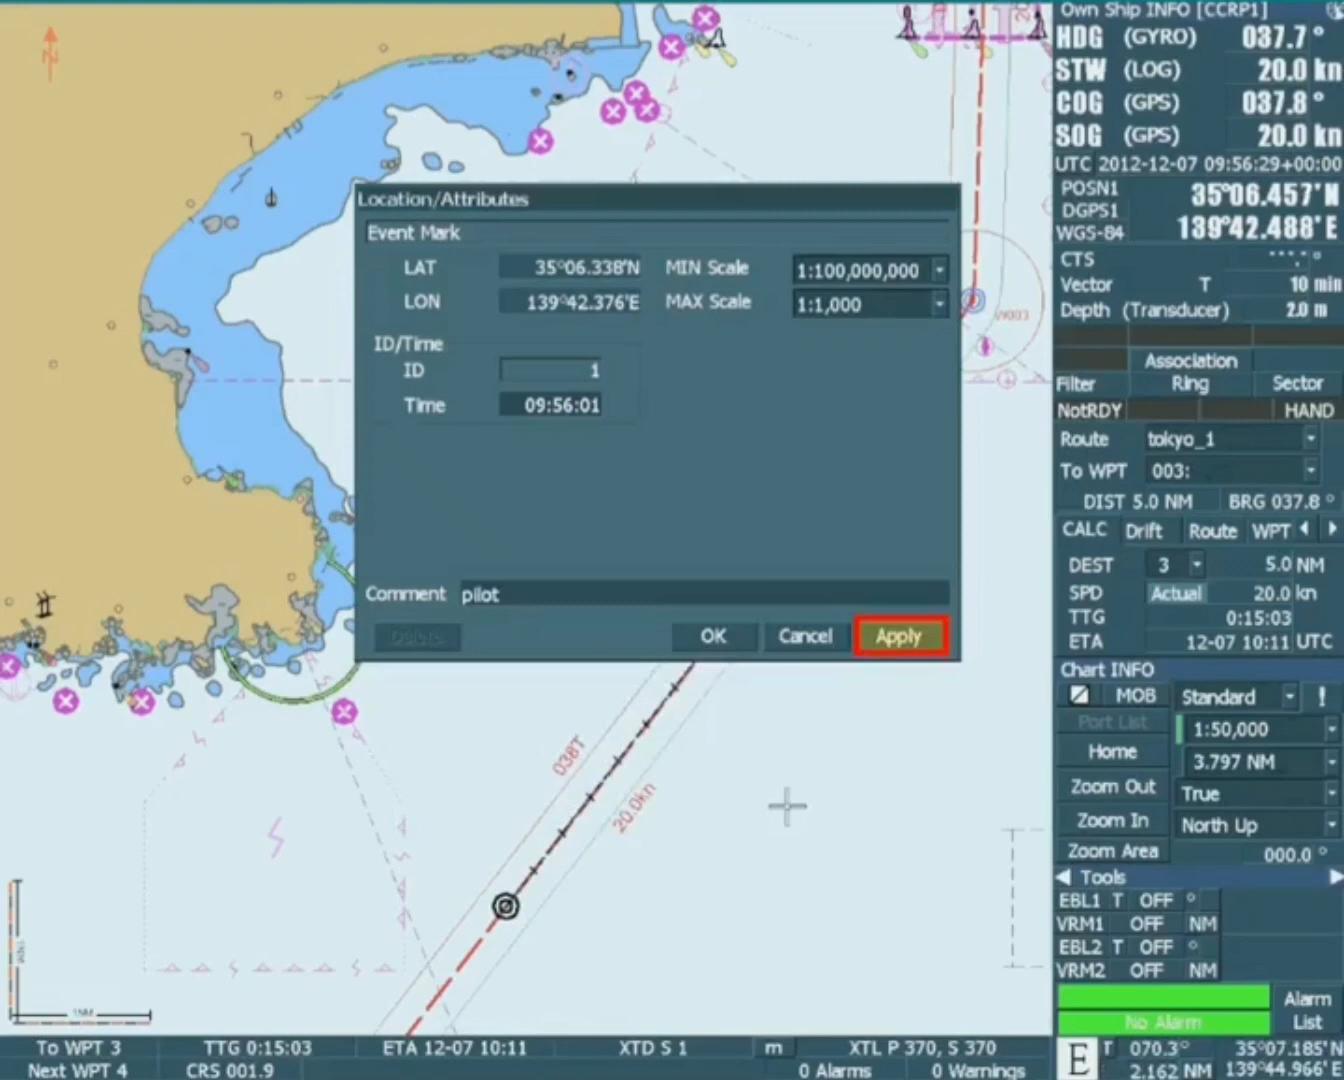 Own Ship INFO [CCRP1]
HDG (GYRO) 037.7 °
STW (LOG) 20.0 kn
COG (GPS) 037.8 °
SOG (GPS) 20.0 kn
UTC 2012-12-07 09:56:29+00:00
POSN1 35°06.457'N
DGPS1
WGS-84 139°42.488'E
CTS ***.* °
Vector T 10 min
Depth (Transducer) 2.0 m
Association
Filter Ring Sector
NotRDY HAND
Route tokyo_1
To WPT 003:
DIST 5.0 NM BRG 037.8 °
CALC Drift Route WPT
DEST 3 5.0 NM
SPD Actual 20.0 kn
TTG 0:15:03
ETA 12-07 10:11 UTC
Chart INFO
MOB Standard !
Port List 1:50,000
Home 3.797 NM
Zoom Out True
Zoom In North Up
Zoom Area 000.0 °
Tools
EBL1 T OFF °
VRM1 OFF NM
EBL2 T OFF °
VRM2 OFF NM
Alarm
No Alarm List
E T 070.3° 35°07.185'N
2.162 NM 139°44.966'E
Location/Attributes
Event Mark
LAT 35°06.338'N MIN Scale 1:100,000,000
LON 139°42.376'E MAX Scale 1:1,000
ID/Time
ID 1
Time 09:56:01
Comment pilot
Delete OK Cancel Apply
N
W003
038T
20.0kn
1NM
To WPT 3 TTG 0:15:03 ETA 12-07 10:11 XTD S 1 m XTL P 370, S 370
Next WPT 4 CRS 001.9 0 Alarms 0 Warnings